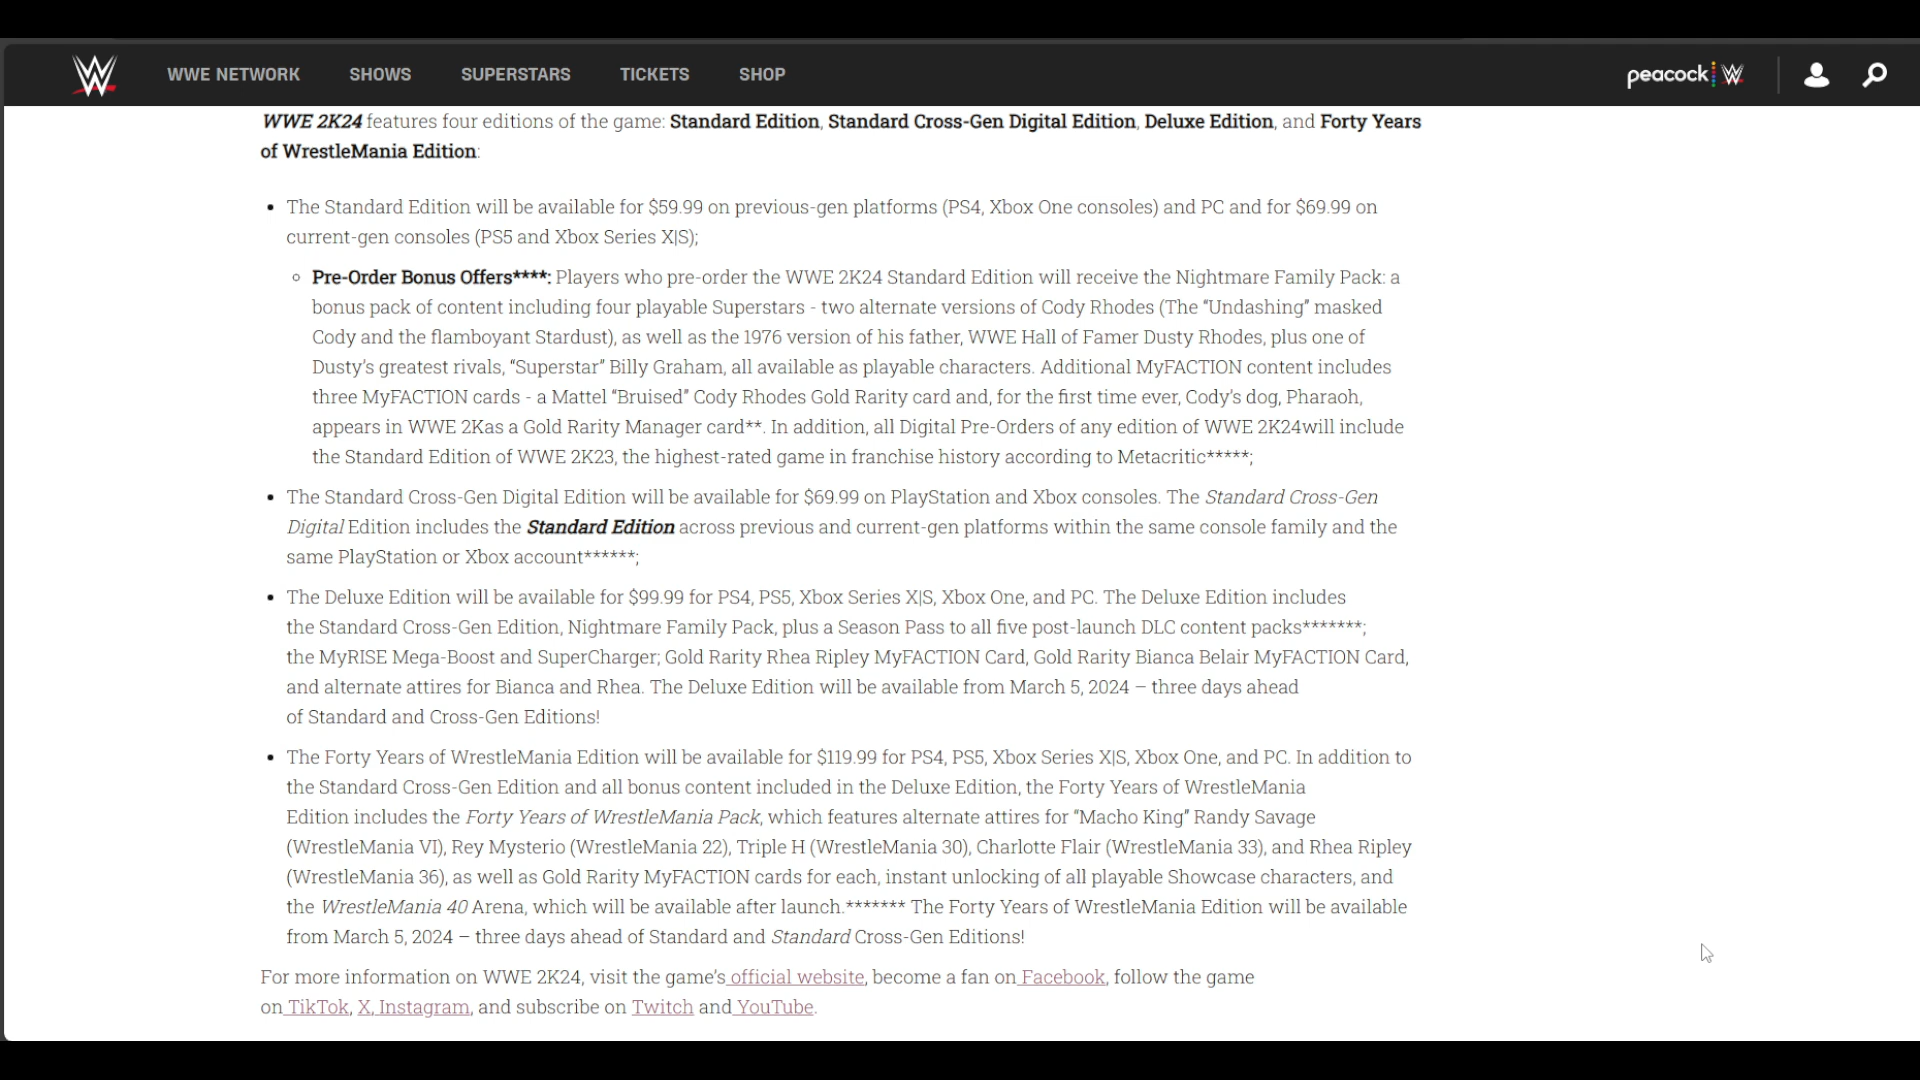 WWE NETWORK SHOWS SUPERSTARS TICKETS SHOP peacock W
WWE 2K24 features four editions of the game: Standard Edition, Standard Cross-Gen Digital Edition, Deluxe Edition, and Forty Years
of WrestleMania Edition:
• The Standard Edition will be available for $59.99 on previous-gen platforms (PS4, Xbox One consoles) and PC and for $69.99 on
current-gen consoles (PS5 and Xbox Series X|S);
◦ Pre-Order Bonus Offers****: Players who pre-order the WWE 2K24 Standard Edition will receive the Nightmare Family Pack: a
bonus pack of content including four playable Superstars - two alternate versions of Cody Rhodes (The “Undashing” masked
Cody and the flamboyant Stardust), as well as the 1976 version of his father, WWE Hall of Famer Dusty Rhodes, plus one of
Dusty’s greatest rivals, “Superstar” Billy Graham, all available as playable characters. Additional MyFACTION content includes
three MyFACTION cards - a Mattel “Bruised” Cody Rhodes Gold Rarity card and, for the first time ever, Cody’s dog, Pharaoh,
appears in WWE 2Kas a Gold Rarity Manager card**. In addition, all Digital Pre-Orders of any edition of WWE 2K24will include
the Standard Edition of WWE 2K23, the highest-rated game in franchise history according to Metacritic*****;
• The Standard Cross-Gen Digital Edition will be available for $69.99 on PlayStation and Xbox consoles. The Standard Cross-Gen
Digital Edition includes the Standard Edition across previous and current-gen platforms within the same console family and the
same PlayStation or Xbox account******;
• The Deluxe Edition will be available for $99.99 for PS4, PS5, Xbox Series X|S, Xbox One, and PC. The Deluxe Edition includes
the Standard Cross-Gen Edition, Nightmare Family Pack, plus a Season Pass to all five post-launch DLC content packs*******;
the MyRISE Mega-Boost and SuperCharger; Gold Rarity Rhea Ripley MyFACTION Card, Gold Rarity Bianca Belair MyFACTION Card,
and alternate attires for Bianca and Rhea. The Deluxe Edition will be available from March 5, 2024 – three days ahead
of Standard and Cross-Gen Editions!
• The Forty Years of WrestleMania Edition will be available for $119.99 for PS4, PS5, Xbox Series X|S, Xbox One, and PC. In addition to
the Standard Cross-Gen Edition and all bonus content included in the Deluxe Edition, the Forty Years of WrestleMania
Edition includes the Forty Years of WrestleMania Pack, which features alternate attires for “Macho King” Randy Savage
(WrestleMania VI), Rey Mysterio (WrestleMania 22), Triple H (WrestleMania 30), Charlotte Flair (WrestleMania 33), and Rhea Ripley
(WrestleMania 36), as well as Gold Rarity MyFACTION cards for each, instant unlocking of all playable Showcase characters, and
the WrestleMania 40 Arena, which will be available after launch.******* The Forty Years of WrestleMania Edition will be available
from March 5, 2024 – three days ahead of Standard and Standard Cross-Gen Editions!
For more information on WWE 2K24, visit the game’s official website, become a fan on Facebook, follow the game
on TikTok, X, Instagram, and subscribe on Twitch and YouTube.